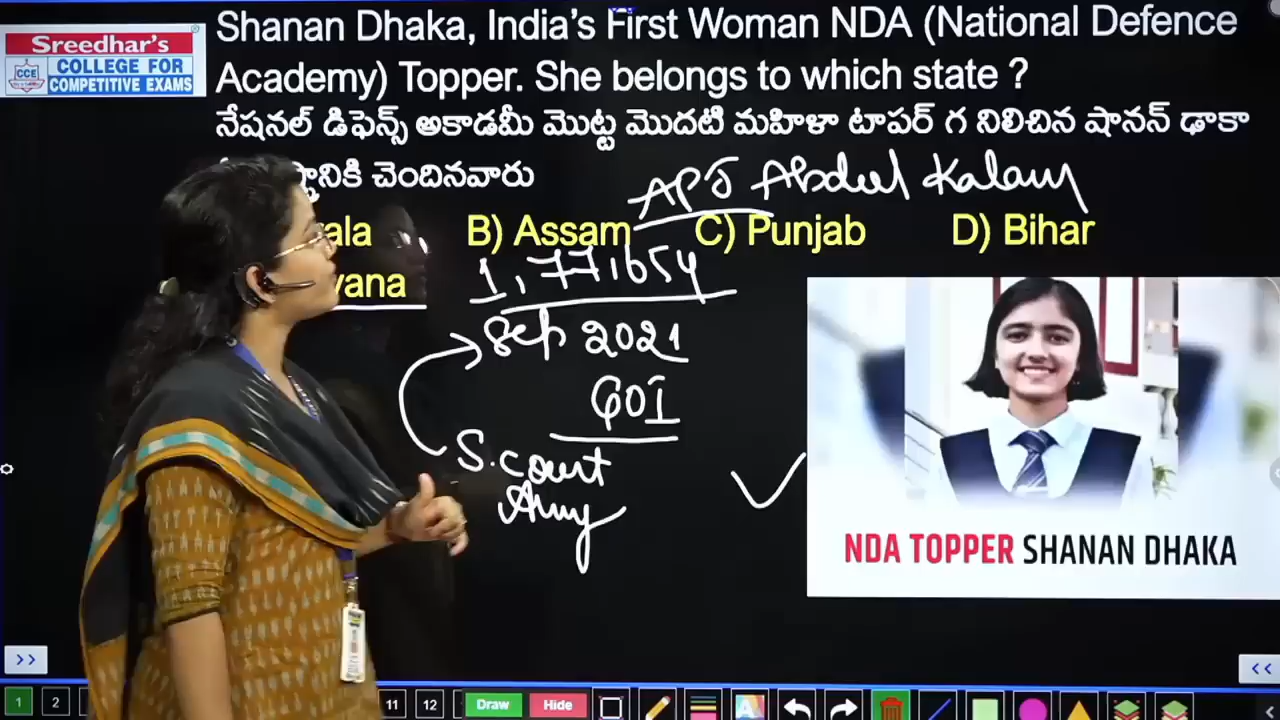 Sreedhar's
CCE
COLLEGE FOR
COMPETITIVE EXAMS
Shanan Dhaka, India's First Woman NDA (National Defence
Academy) Topper. She belongs to which state ?
నేషనల్ డిఫెన్స్ అకాడమీ మొట్ట మొదటి మహిళా టాపర్ గ నిలిచిన షానన్ ఢాకా
చెందినవారు
APJ Abdul Kalam
B) Assam C) Punjab D) Bihar
1,77,654
Sep 2021
GOI
S. Court
Army
NDA TOPPER SHANAN DHAKA
>>
<<
1 2 11 12 Draw Hide